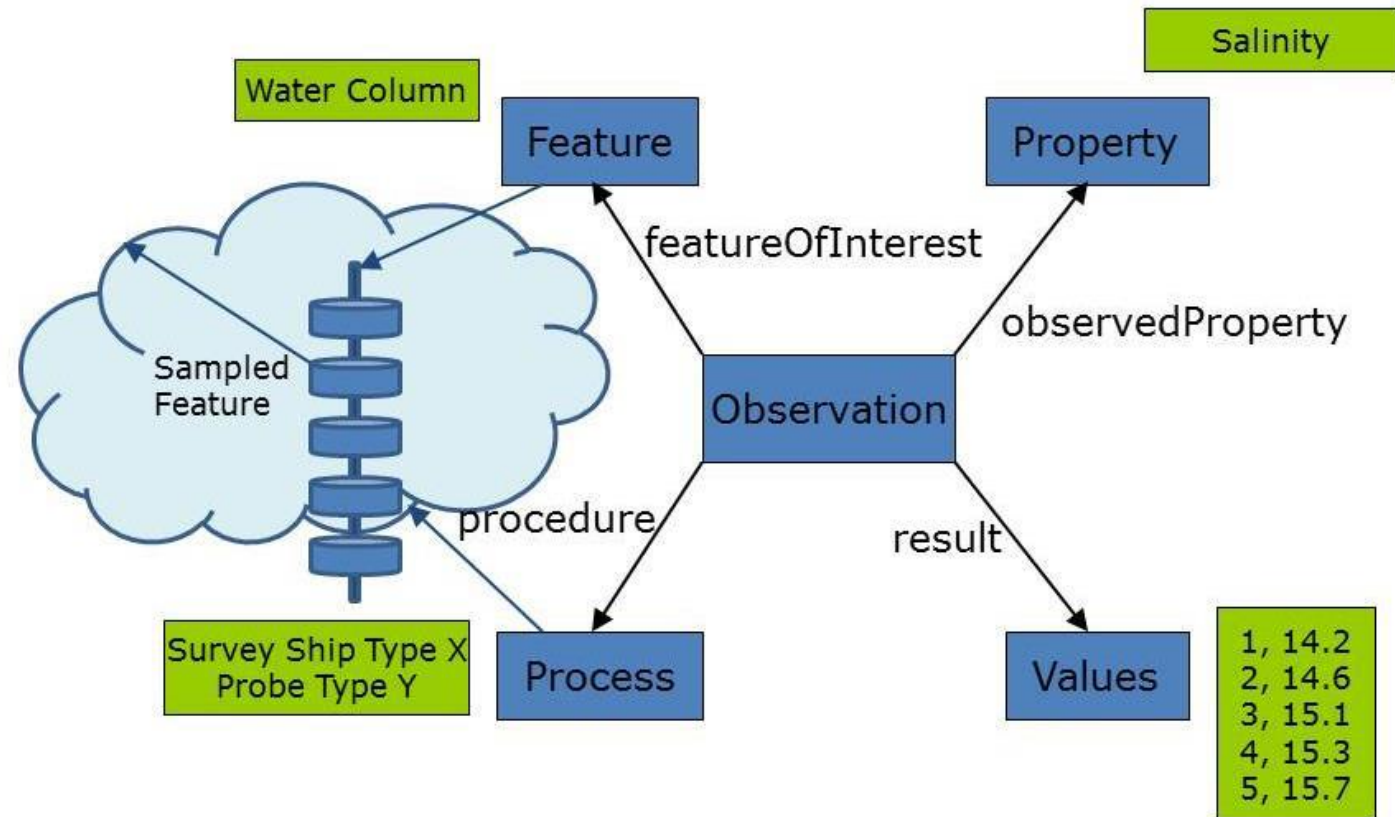 Salinity
Water Column
Feature
Property
featureOfInterest
observedProperty
Sampled
Feature
Observation
procedure
result
Survey Ship Type X
Probe Type Y
Process
Values
1, 14.2
2, 14.6
3, 15.1
4, 15.3
5, 15.7